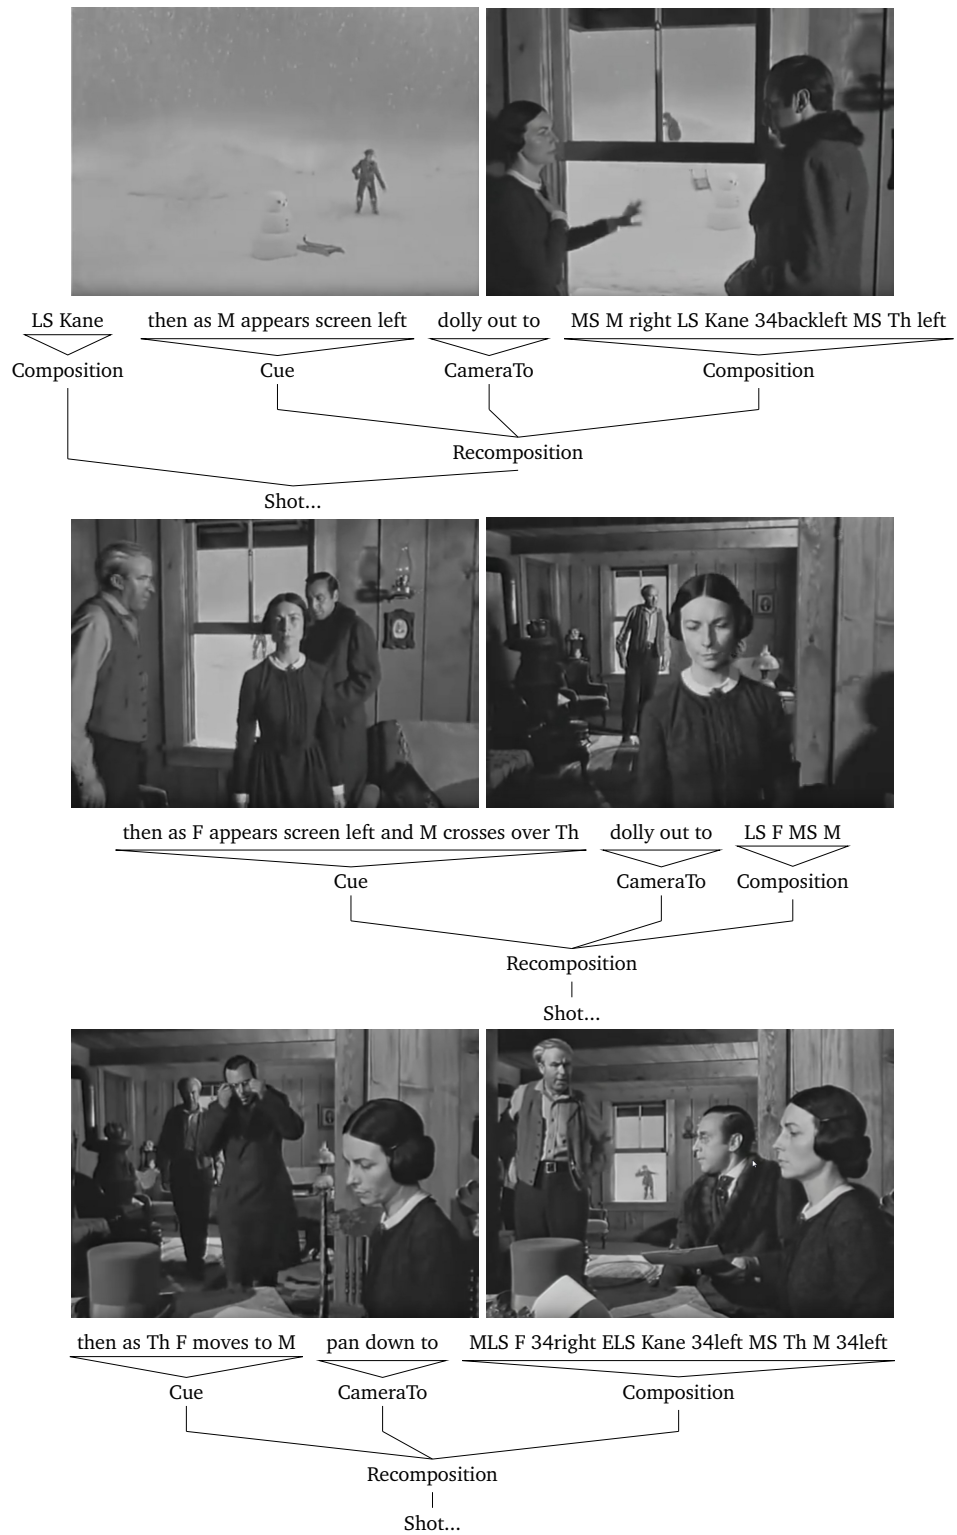 LS Kane then as M appears screen left dolly out to MS M right LS Kane 34backleft MS Th left
Composition Cue CameraTo Composition
Recomposition
Shot...
then as F appears screen left and M crosses over Th dolly out to LS F MS M
Cue CameraTo Composition
Recomposition
Shot...
then as Th F moves to M pan down to MLS F 34right ELS Kane 34left MS Th M 34left
Cue CameraTo Composition
Recomposition
Shot...